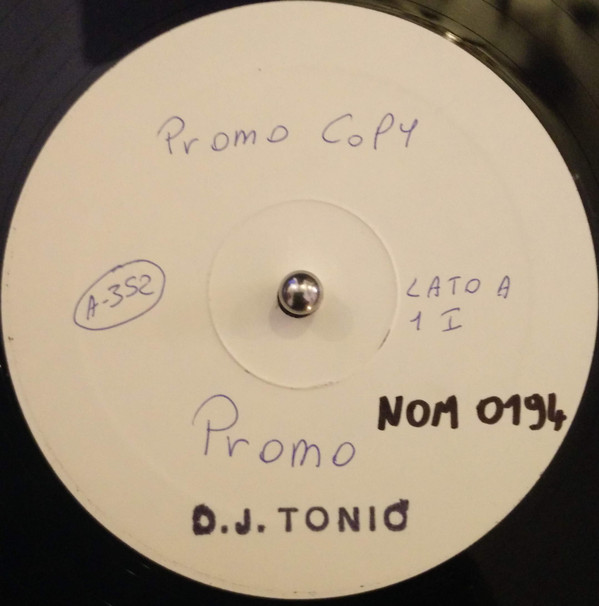 Promo Copy
A-352
LATO A
1 I
NOM 0194
Promo
D.J. TONIO